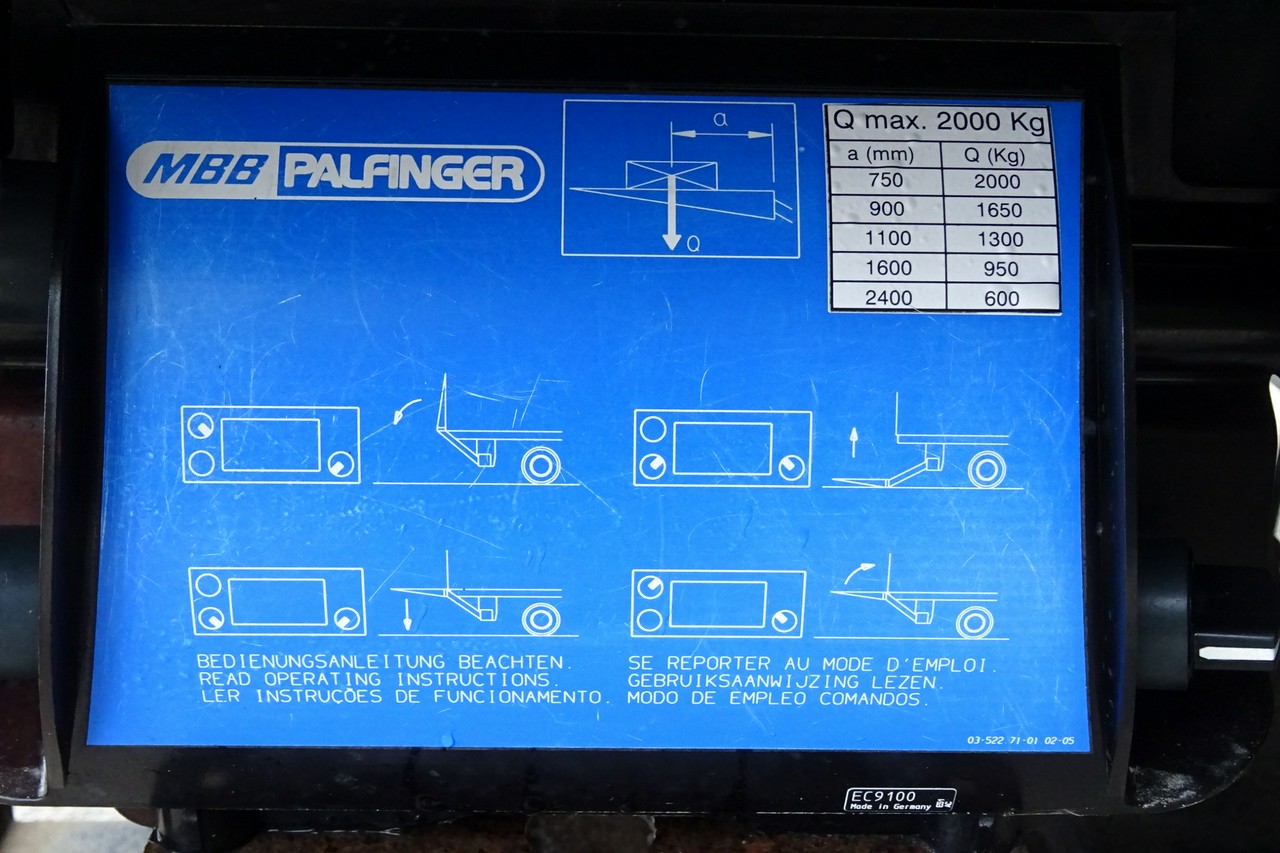 MBB PALFINGER
a
Q
Q max. 2000 Kg
a (mm) Q (Kg)
750 2000
900 1650
1100 1300
1600 950
2400 600
BEDIENUNGSANLEITUNG BEACHTEN.
READ OPERATING INSTRUCTIONS.
LER INSTRUÇÖES DE FUNCIONAMENTO.
SE REPORTER AU MODE D'EMPLOI.
GEBRUIKSAANWIJZING LEZEN.
MODO DE EMPLEO COMANDOS.
03-522 71-01 02-05
EC9100
Made in Germany